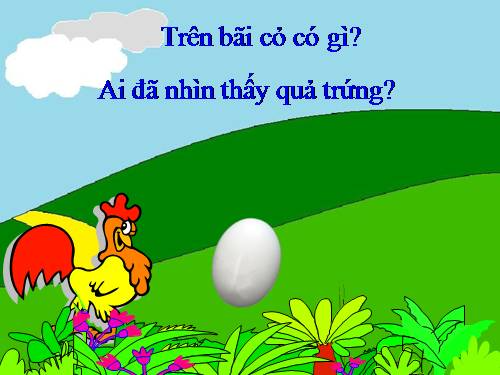 Trên bãi cỏ có gì?
Ai đã nhìn thấy quả trứng?